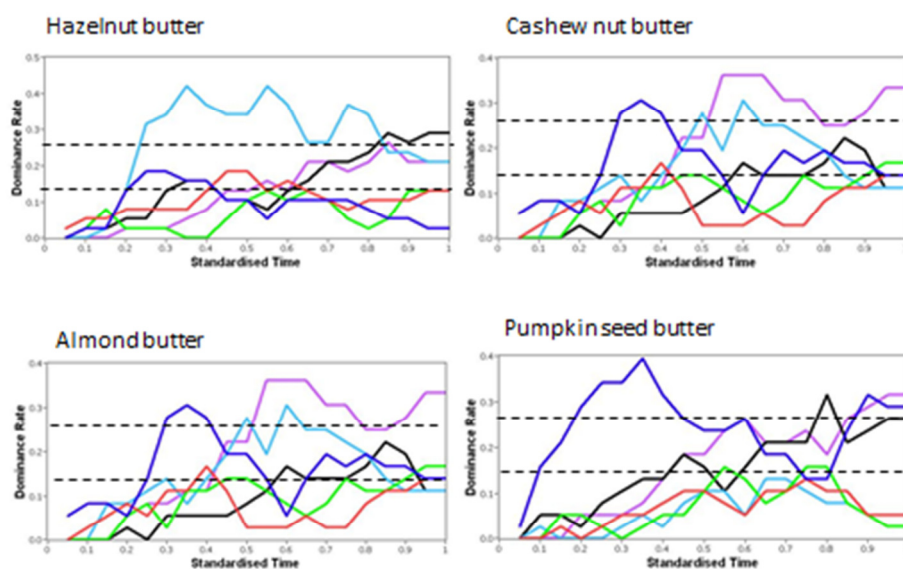 Hazelnut butter
0.5
0.4
0.3
0.2
0.1
0.0
Dominance Rate
0 0.1 0.2 0.3 0.4 0.5 0.6 0.7 0.8 0.9 1
Standardised Time
Cashew nut butter
0.4
0.3
0.2
0.1
0.0
Dominance Rate
0 0.1 0.2 0.3 0.4 0.5 0.6 0.7 0.8 0.9 1
Standardised Time
Almond butter
0.4
0.3
0.2
0.1
0.0
Dominance Rate
0 0.1 0.2 0.3 0.4 0.5 0.6 0.7 0.8 0.9 1
Standardised Time
Pumpkin seed butter
0.4
0.3
0.2
0.1
0.0
Dominance Rate
0 0.1 0.2 0.3 0.4 0.5 0.6 0.7 0.8 0.9
Standardised Time